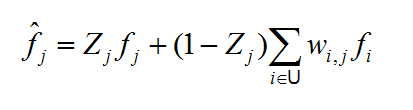 f̂_j = Z_j f_j + (1 − Z_j) ∑_{i∈U} w_{i,j} f_i